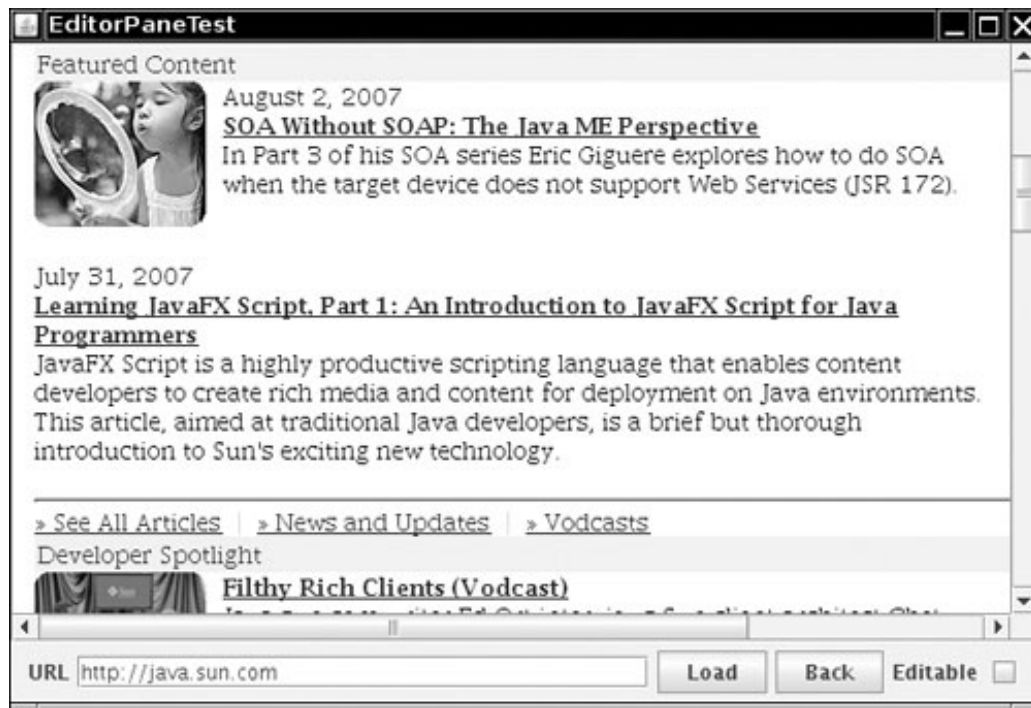 EditorPaneTest
Featured Content
August 2, 2007
SOA Without SOAP: The Java ME Perspective
In Part 3 of his SOA series Eric Giguere explores how to do SOA
when the target device does not support Web Services (JSR 172).
July 31, 2007
Learning JavaFX Script, Part 1: An Introduction to JavaFX Script for Java
Programmers
JavaFX Script is a highly productive scripting language that enables content
developers to create rich media and content for deployment on Java environments.
This article, aimed at traditional Java developers, is a brief but thorough
introduction to Sun's exciting new technology.
» See All Articles | » News and Updates | » Vodcasts
Developer Spotlight
Filthy Rich Clients (Vodcast)
URL http://java.sun.com Load Back Editable